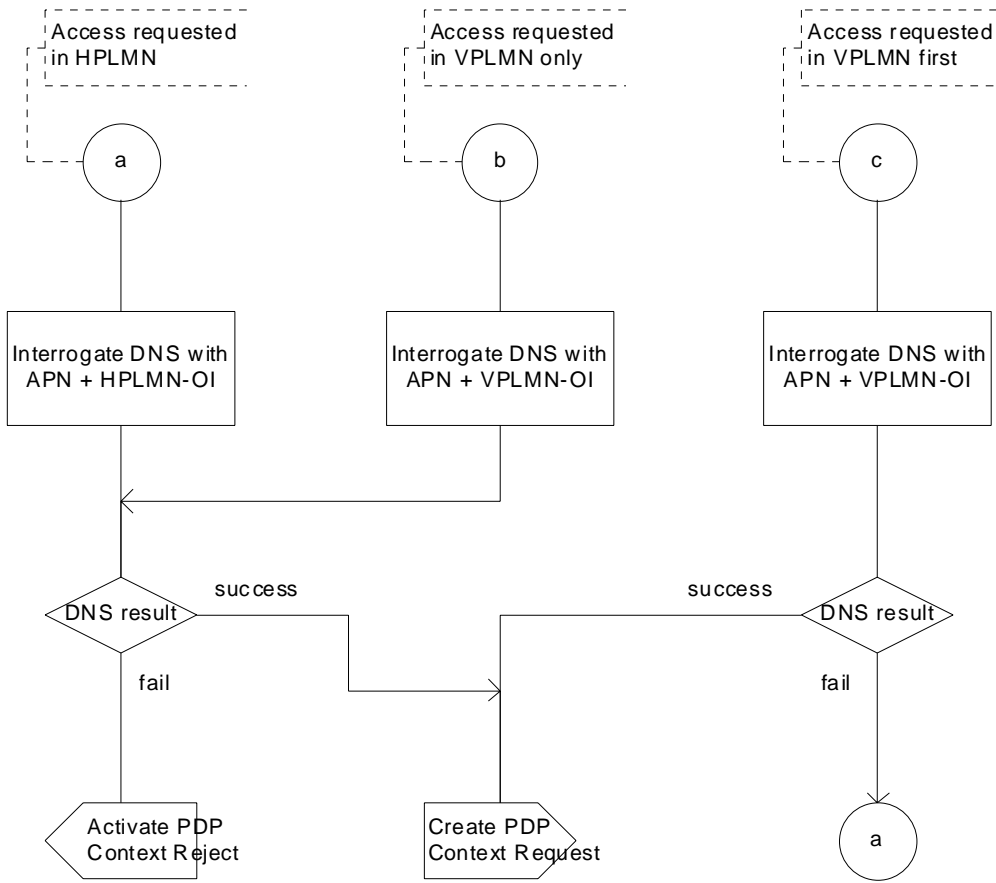 Access requested
in HPLMN
Access requested
in VPLMN only
Access requested
in VPLMN first
a
b
c
Interrogate DNS with
APN + HPLMN-OI
Interrogate DNS with
APN + VPLMN-OI
Interrogate DNS with
APN + VPLMN-OI
DNS result
success
success
DNS result
fail
fail
Activate PDP
Context Reject
Create PDP
Context Request
a